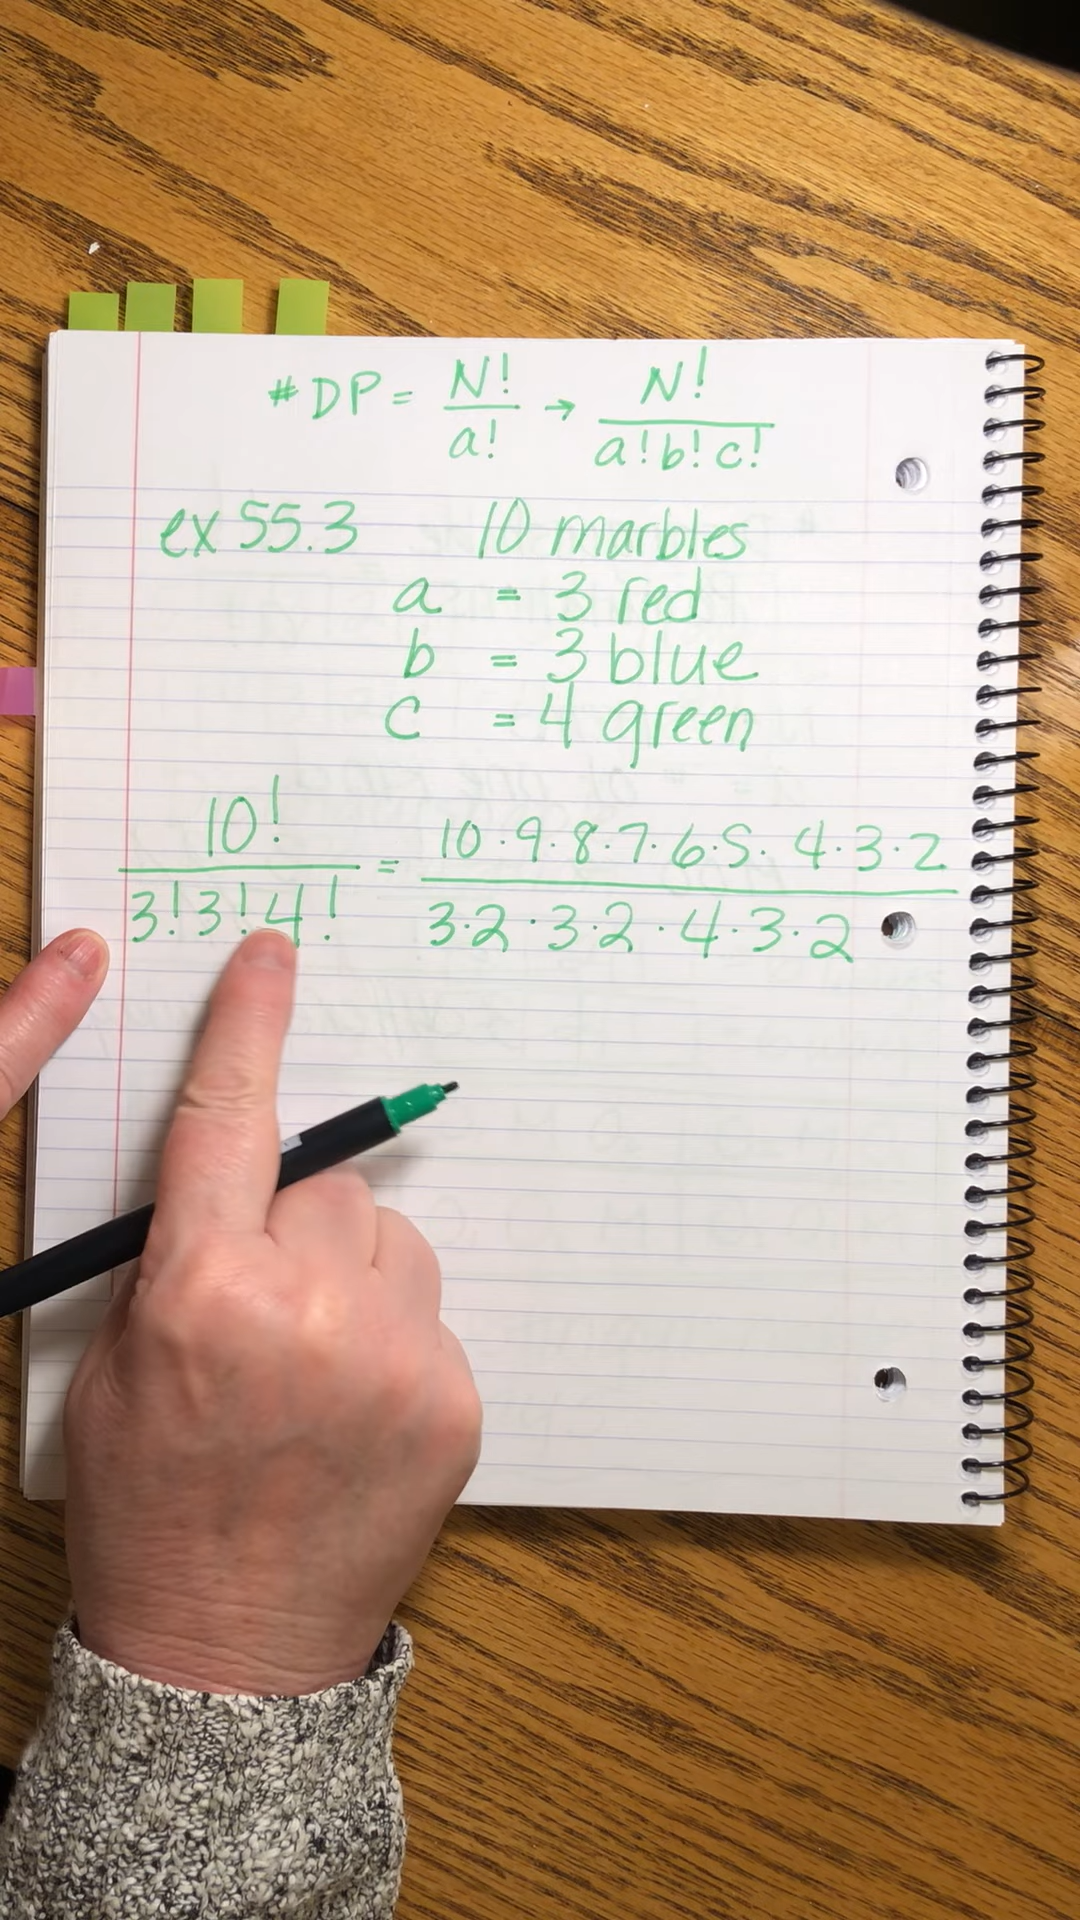 # DP = N!/a! → N!/a!b!c!
ex 55.3 10 marbles
a = 3 red
b = 3 blue
c = 4 green
10!/3!3!4! = 10·9·8·7·6·5·4·3·2/3·2·3·2·4·3·2